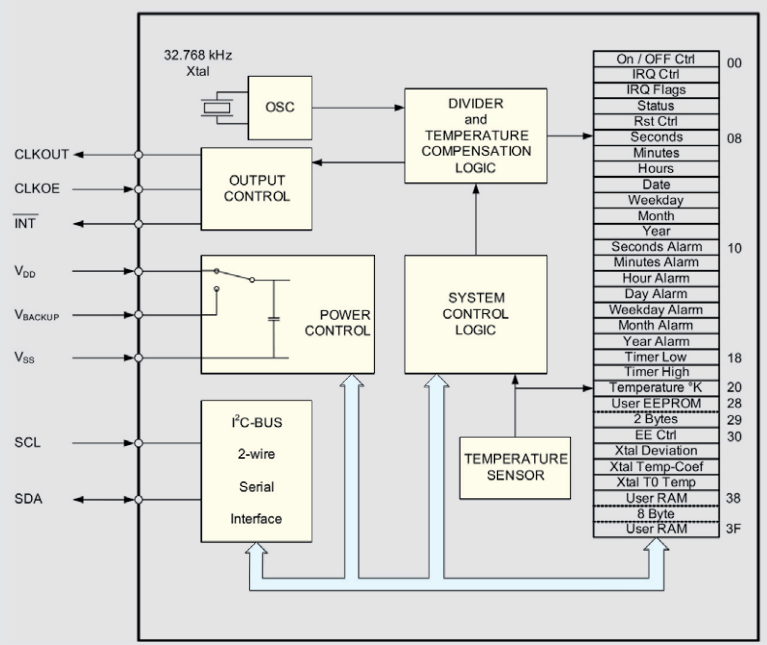 32.768 kHz
Xtal
OSC
DIVIDER
and
TEMPERATURE
COMPENSATION
LOGIC
CLKOUT
CLKOE
INT
OUTPUT
CONTROL
VDD
VBACKUP
VSS
POWER
CONTROL
SYSTEM
CONTROL
LOGIC
SCL
SDA
I²C-BUS
2-wire
Serial
Interface
TEMPERATURE
SENSOR
On / OFF Ctrl 00
IRQ Ctrl
IRQ Flags
Status
Rst Ctrl
Seconds 08
Minutes
Hours
Date
Weekday
Month
Year
Seconds Alarm 10
Minutes Alarm
Hour Alarm
Day Alarm
Weekday Alarm
Month Alarm
Year Alarm
Timer Low 18
Timer High
Temperature °K 20
User EEPROM 28
2 Bytes 29
EE Ctrl 30
Xtal Deviation
Xtal Temp-Coef
Xtal T0 Temp
User RAM 38
8 Byte
User RAM 3F